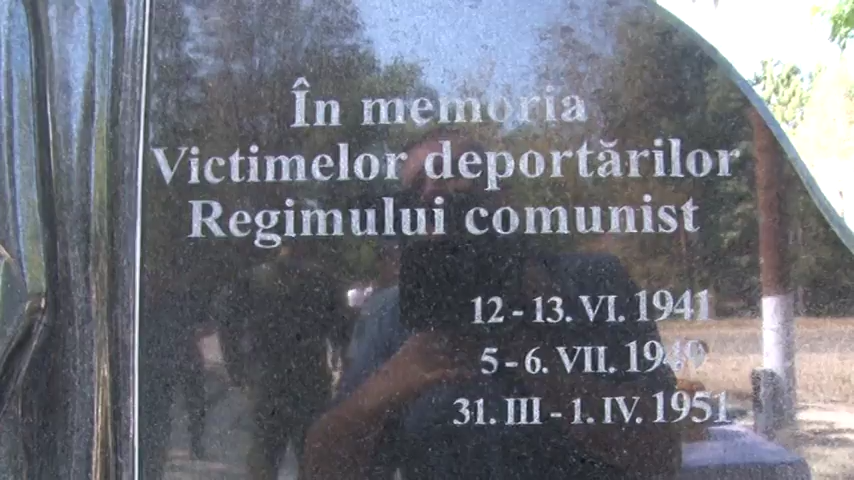 În memoria
Victimelor deportărilor
Regimului comunist
12 - 13. VI. 1941
5 - 6. VII. 1949
31. III - 1. IV. 1951